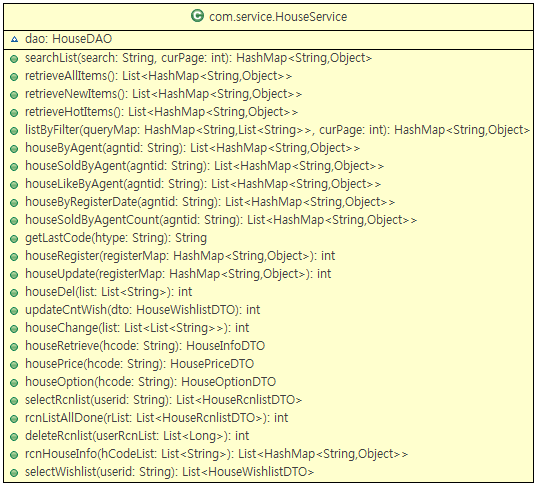 com.service.HouseService
dao: HouseDAO
searchList(search: String, curPage: int): HashMap<String,Object>
retrieveAllItems(): List<HashMap<String,Object>>
retrieveNewItems(): List<HashMap<String,Object>>
retrieveHotItems(): List<HashMap<String,Object>>
listByFilter(queryMap: HashMap<String,List<String>>, curPage: int): HashMap<String,Object>
houseByAgent(agntid: String): List<HashMap<String,Object>>
houseSoldByAgent(agntid: String): List<HashMap<String,Object>>
houseLikeByAgent(agntid: String): List<HashMap<String,Object>>
houseByRegisterDate(agntid: String): List<HashMap<String,Object>>
houseSoldByAgentCount(agntid: String): List<HashMap<String,Object>>
getLastCode(htype: String): String
houseRegister(registerMap: HashMap<String,Object>): int
houseUpdate(registerMap: HashMap<String,Object>): int
houseDel(list: List<String>): int
updateCntWish(dto: HouseWishlistDTO): int
houseChange(list: List<List<String>>): int
houseRetrieve(hcode: String): HouseInfoDTO
housePrice(hcode: String): HousePriceDTO
houseOption(hcode: String): HouseOptionDTO
selectRcnlist(userid: String): List<HouseRcnlistDTO>
rcnListAllDone(rList: List<HouseRcnlistDTO>): int
deleteRcnlist(userRcnList: List<Long>): int
rcnHouseInfo(hCodeList: List<String>): List<HashMap<String,Object>>
selectWishlist(userid: String): List<HouseWishlistDTO>